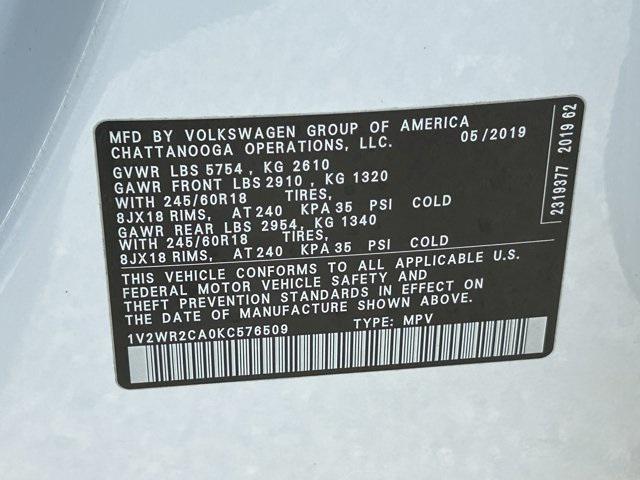 MFD BY VOLKSWAGEN GROUP OF AMERICA
CHATTANOOGA OPERATIONS, LLC. 05/2019
GVWR LBS 5754 , KG 2610
GAWR FRONT LBS 2910 , KG 1320
WITH 245/60R18 TIRES,
8JX18 RIMS, AT 240 KPA 35 PSI COLD
GAWR REAR LBS 2954, KG 1340
WITH 245/60R18 TIRES,
8JX18 RIMS, AT 240 KPA 35 PSI COLD
THIS VEHICLE CONFORMS TO ALL APPLICABLE U.S.
FEDERAL MOTOR VEHICLE SAFETY AND
THEFT PREVENTION STANDARDS IN EFFECT ON
THE DATE OF MANUFACTURE SHOWN ABOVE.
1V2WR2CA0KC576509 TYPE: MPV
2319377 2019 62